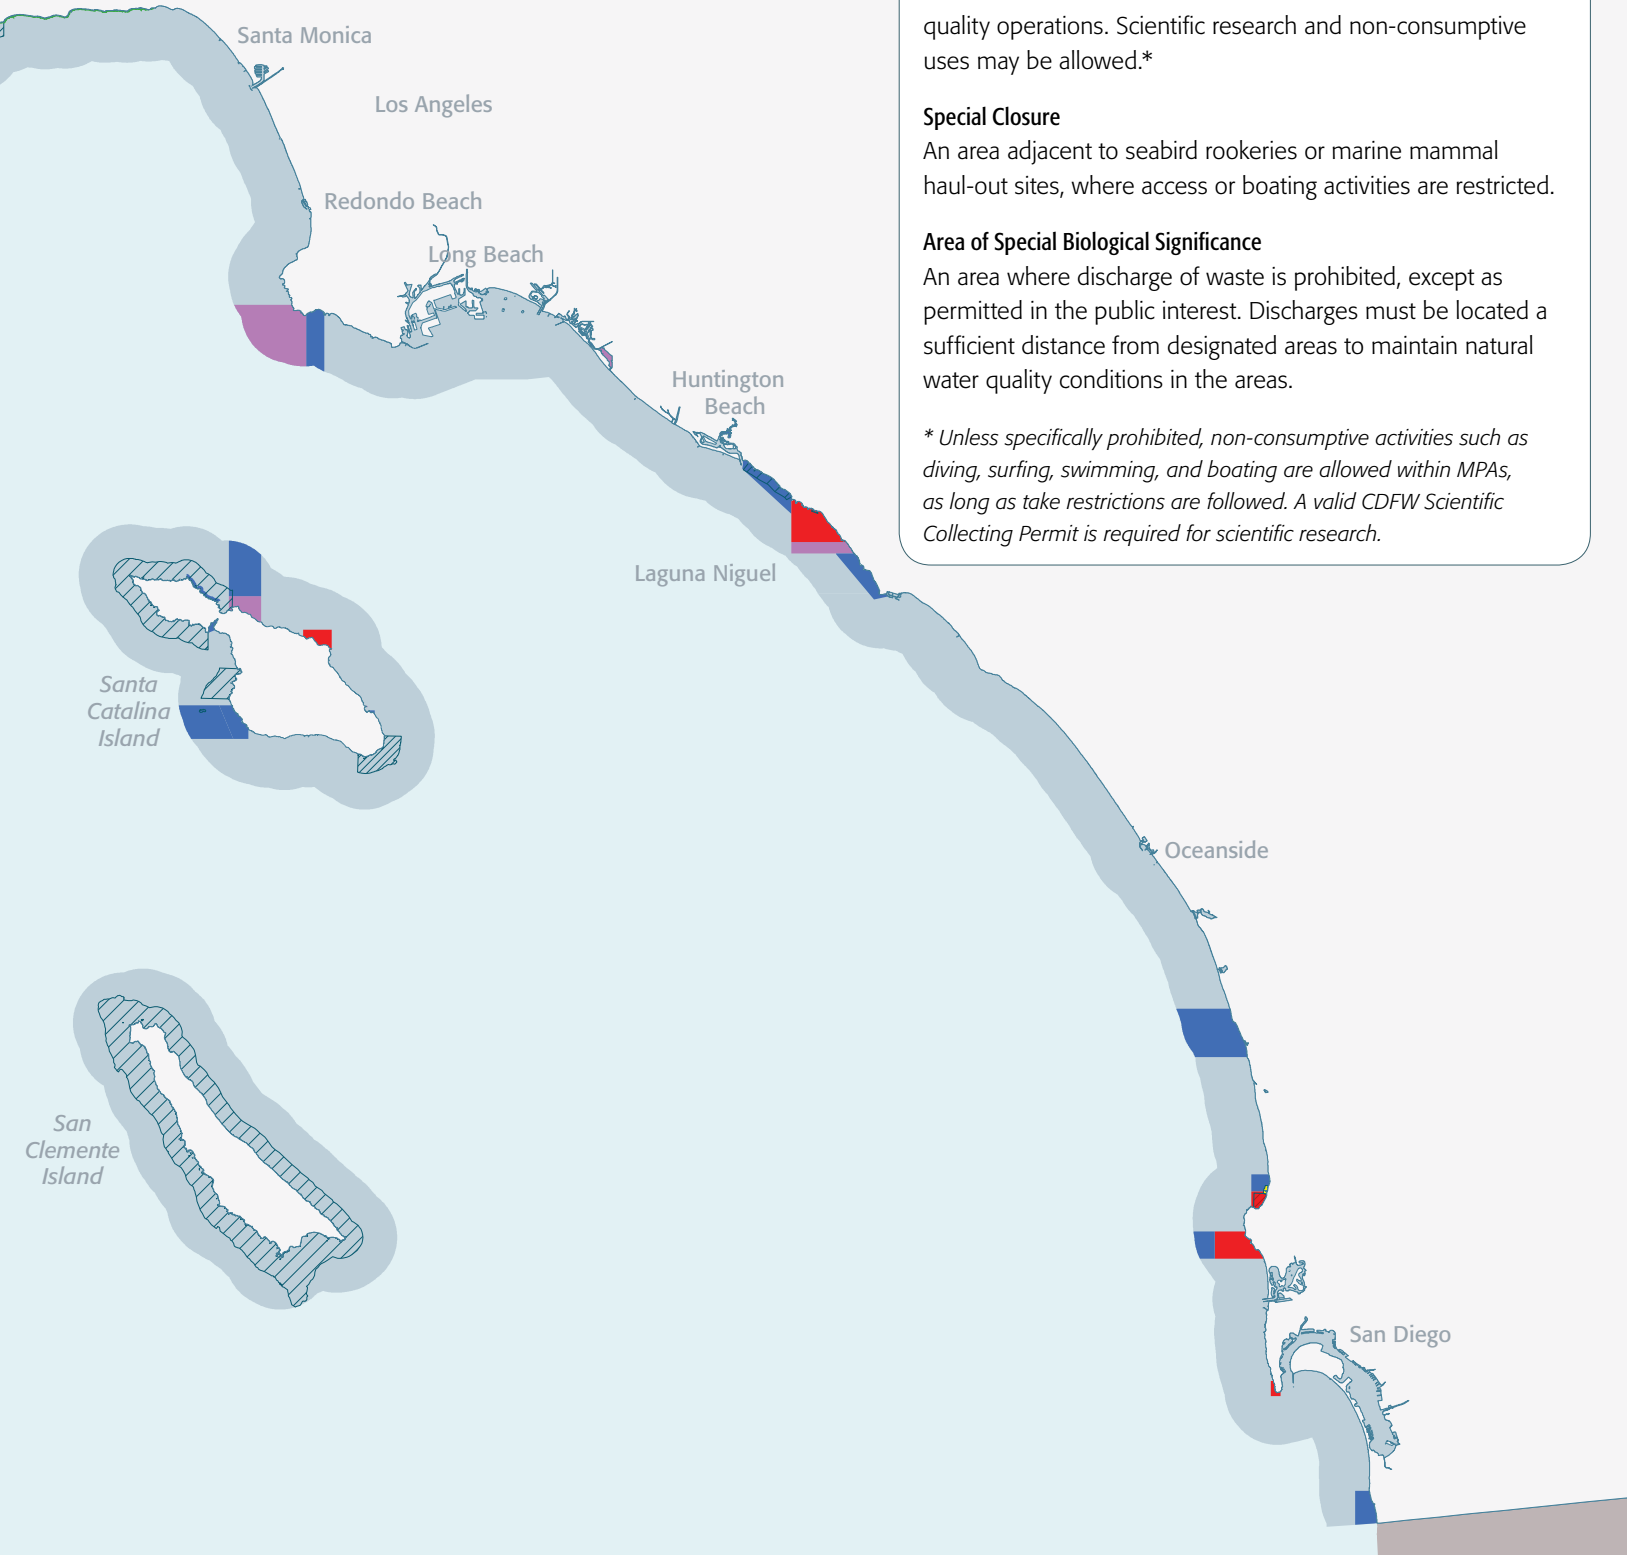 quality operations. Scientific research and non-consumptive
uses may be allowed.*
Special Closure
An area adjacent to seabird rookeries or marine mammal
haul-out sites, where access or boating activities are restricted.
Area of Special Biological Significance
An area where discharge of waste is prohibited, except as
permitted in the public interest. Discharges must be located a
sufficient distance from designated areas to maintain natural
water quality conditions in the areas.
* Unless specifically prohibited, non-consumptive activities such as
diving, surfing, swimming, and boating are allowed within MPAs,
as long as take restrictions are followed. A valid CDFW Scientific
Collecting Permit is required for scientific research.
Santa Monica
Los Angeles
Redondo Beach
Long Beach
Huntington
Beach
Laguna Niguel
Santa
Catalina
Island
Oceanside
San
Clemente
Island
San Diego